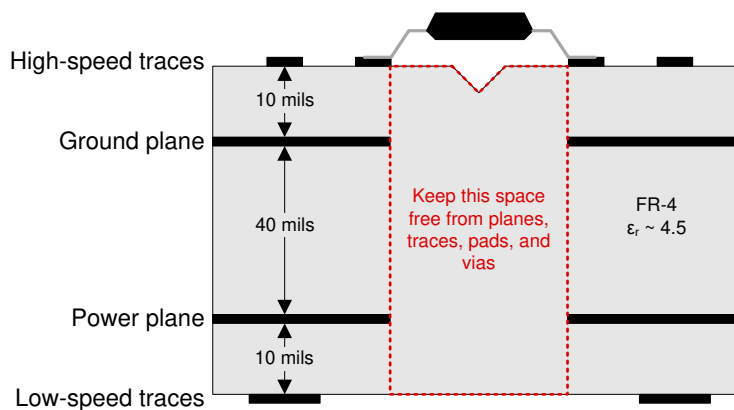 High-speed traces
10 mils
Ground plane
Keep this space
free from planes,
traces, pads, and
vias
40 mils
FR-4
εr ~ 4.5
Power plane
10 mils
Low-speed traces